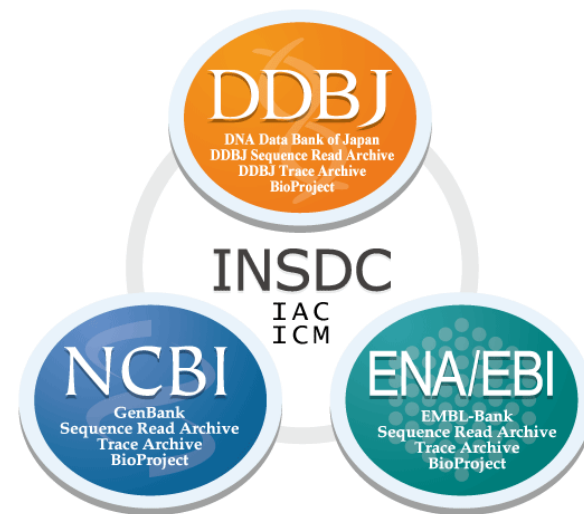 DDBJ
DNA Data Bank of Japan
DDBJ Sequence Read Archive
DDBJ Trace Archive
BioProject
INSDC
IAC
ICM
NCBI
GenBank
Sequence Read Archive
Trace Archive
BioProject
ENA/EBI
EMBL-Bank
Sequence Read Archive
Trace Archive
BioProject